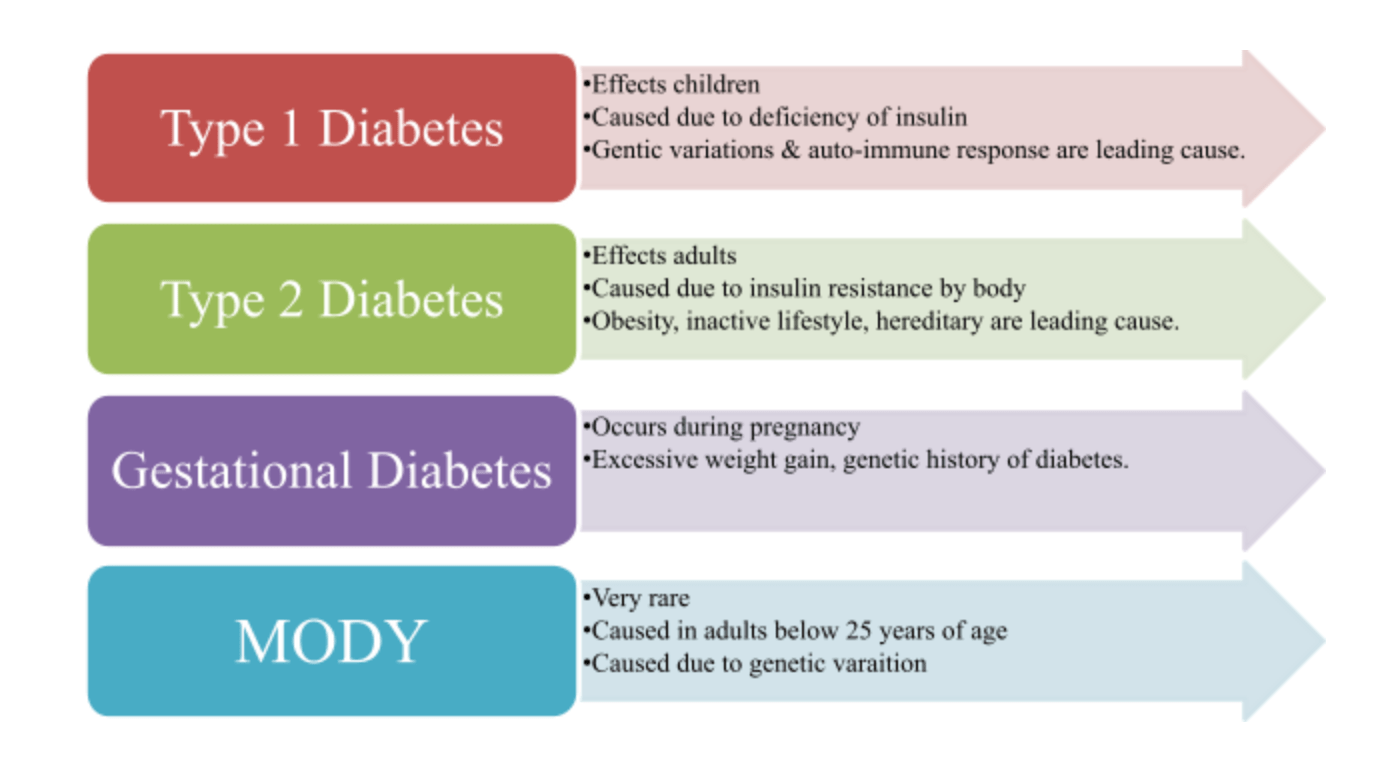 Type 1 Diabetes
•Effects children
•Caused due to deficiency of insulin
•Gentic variations & auto-immune response are leading cause.
Type 2 Diabetes
•Effects adults
•Caused due to insulin resistance by body
•Obesity, inactive lifestyle, hereditary are leading cause.
Gestational Diabetes
•Occurs during pregnancy
•Excessive weight gain, genetic history of diabetes.
MODY
•Very rare
•Caused in adults below 25 years of age
•Caused due to genetic varaition